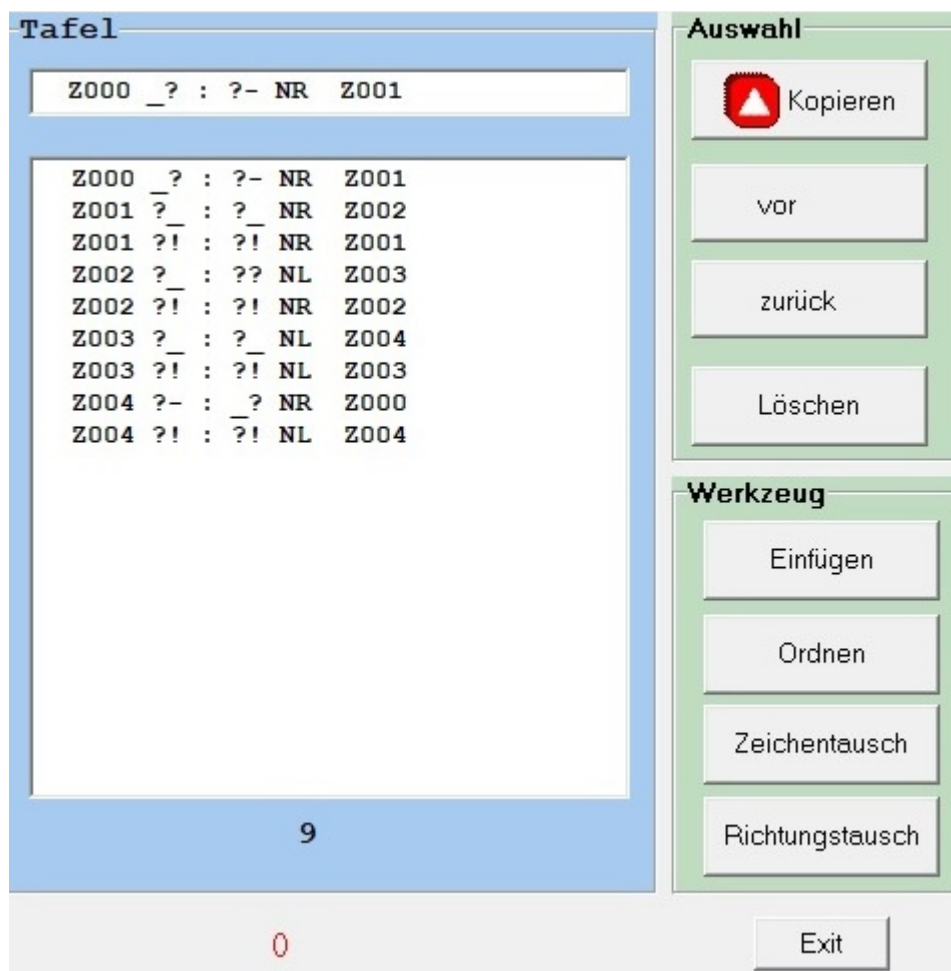 Tafel
Z000 _? : ?- NR Z001
Z000 _? : ?- NR Z001
Z001 ?_ : ?_ NR Z002
Z001 ?! : ?! NR Z001
Z002 ?_ : ?? NL Z003
Z002 ?! : ?! NR Z002
Z003 ?_ : ?_ NL Z004
Z003 ?! : ?! NL Z003
Z004 ?- : _? NR Z000
Z004 ?! : ?! NL Z004
9
0
Auswahl
Kopieren
vor
zurück
Löschen
Werkzeug
Einfügen
Ordnen
Zeichentausch
Richtungstausch
Exit